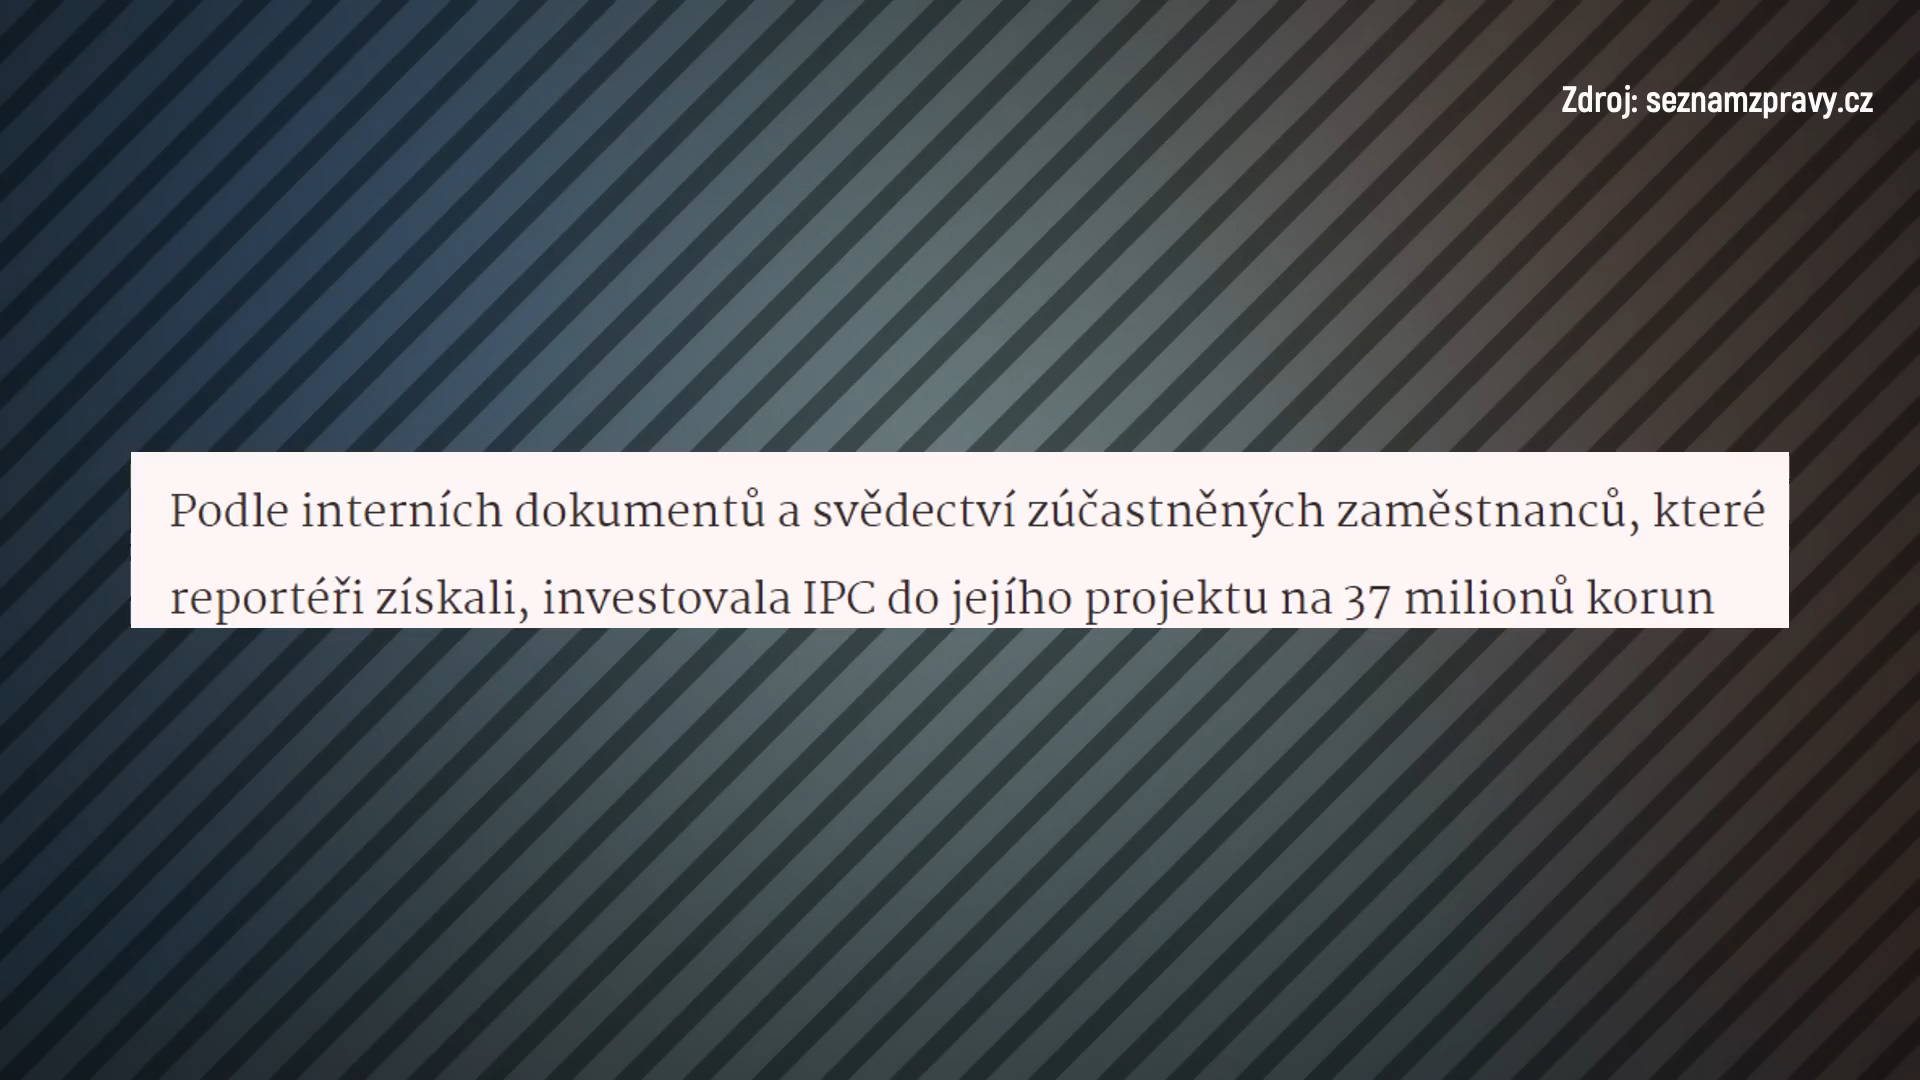 Zdroj: seznamzpravy.cz
Podle interních dokumentů a svědectví zúčastněných zaměstnanců, které
reportéři získali, investovala IPC do jejího projektu na 37 milionů korun